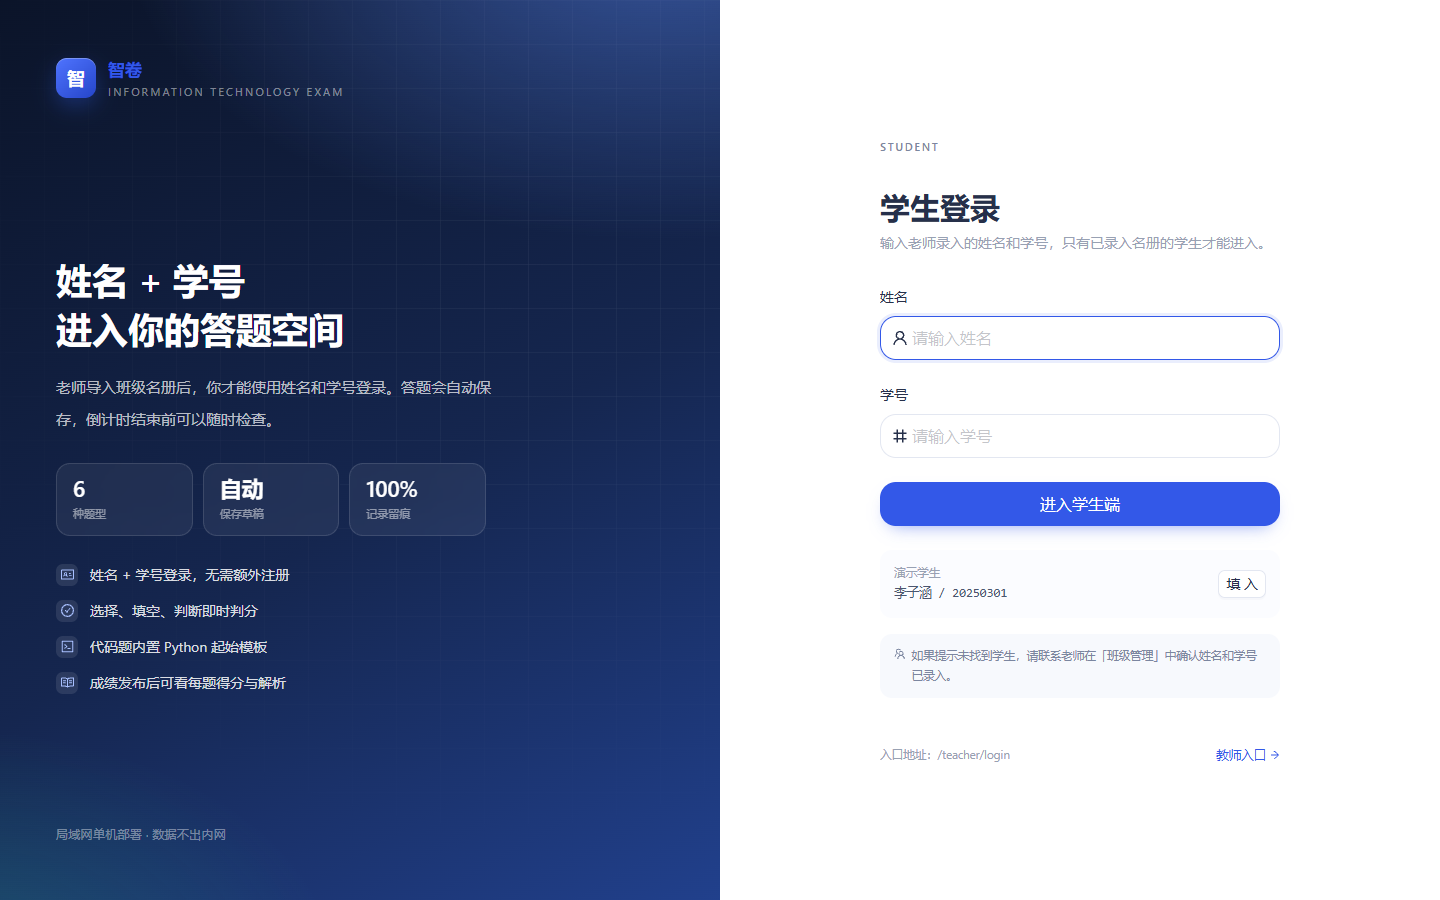 智
智卷
INFORMATION TECHNOLOGY EXAM
姓名 + 学号
进入你的答题空间
老师导入班级名册后，你才能使用姓名和学号登录。答题会自动保
存，倒计时结束前可以随时检查。
6
种题型
自动
保存草稿
100%
记录留痕
姓名 + 学号登录，无需额外注册
选择、填空、判断即时判分
代码题内置 Python 起始模板
成绩发布后可看每题得分与解析
局域网单机部署 · 数据不出内网
STUDENT
学生登录
输入老师录入的姓名和学号，只有已录入名册的学生才能进入。
姓名
请输入姓名
学号
请输入学号
进入学生端
演示学生
李子涵 / 20250301
填 入
如果提示未找到学生，请联系老师在「班级管理」中确认姓名和学号
已录入。
入口地址：/teacher/login
教师入口 →